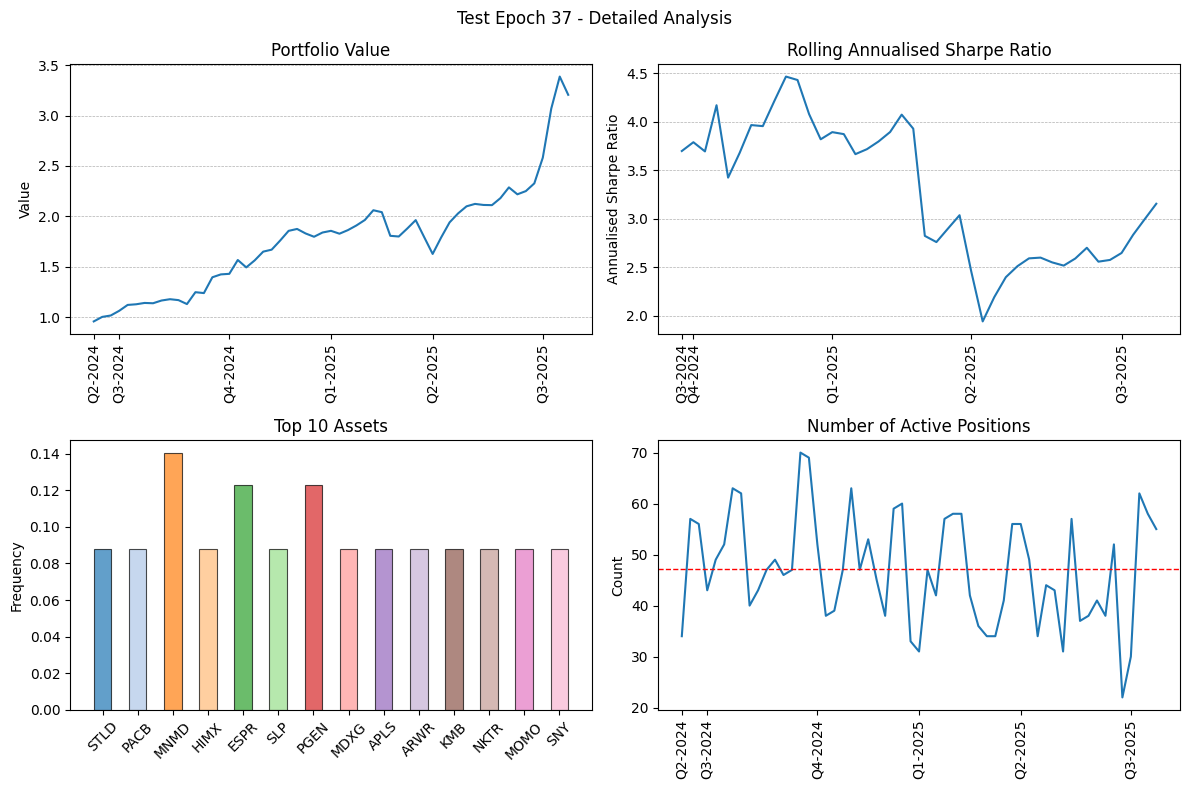 Test Epoch 37 - Detailed Analysis
Portfolio Value
Value
3.5
3.0
2.5
2.0
1.5
1.0
Q2-2024
Q3-2024
Q4-2024
Q1-2025
Q2-2025
Q3-2025
Rolling Annualised Sharpe Ratio
Annualised Sharpe Ratio
4.5
4.0
3.5
3.0
2.5
2.0
Q3-2024
Q4-2024
Q1-2025
Q2-2025
Q3-2025
Top 10 Assets
Frequency
0.14
0.12
0.10
0.08
0.06
0.04
0.02
0.00
STLD
PACB
MNMD
HIMX
ESPR
SLP
PGEN
MDXG
APLS
ARWR
KMB
NKTR
MOMO
SNY
Number of Active Positions
Count
70
60
50
40
30
20
Q2-2024
Q3-2024
Q4-2024
Q1-2025
Q2-2025
Q3-2025